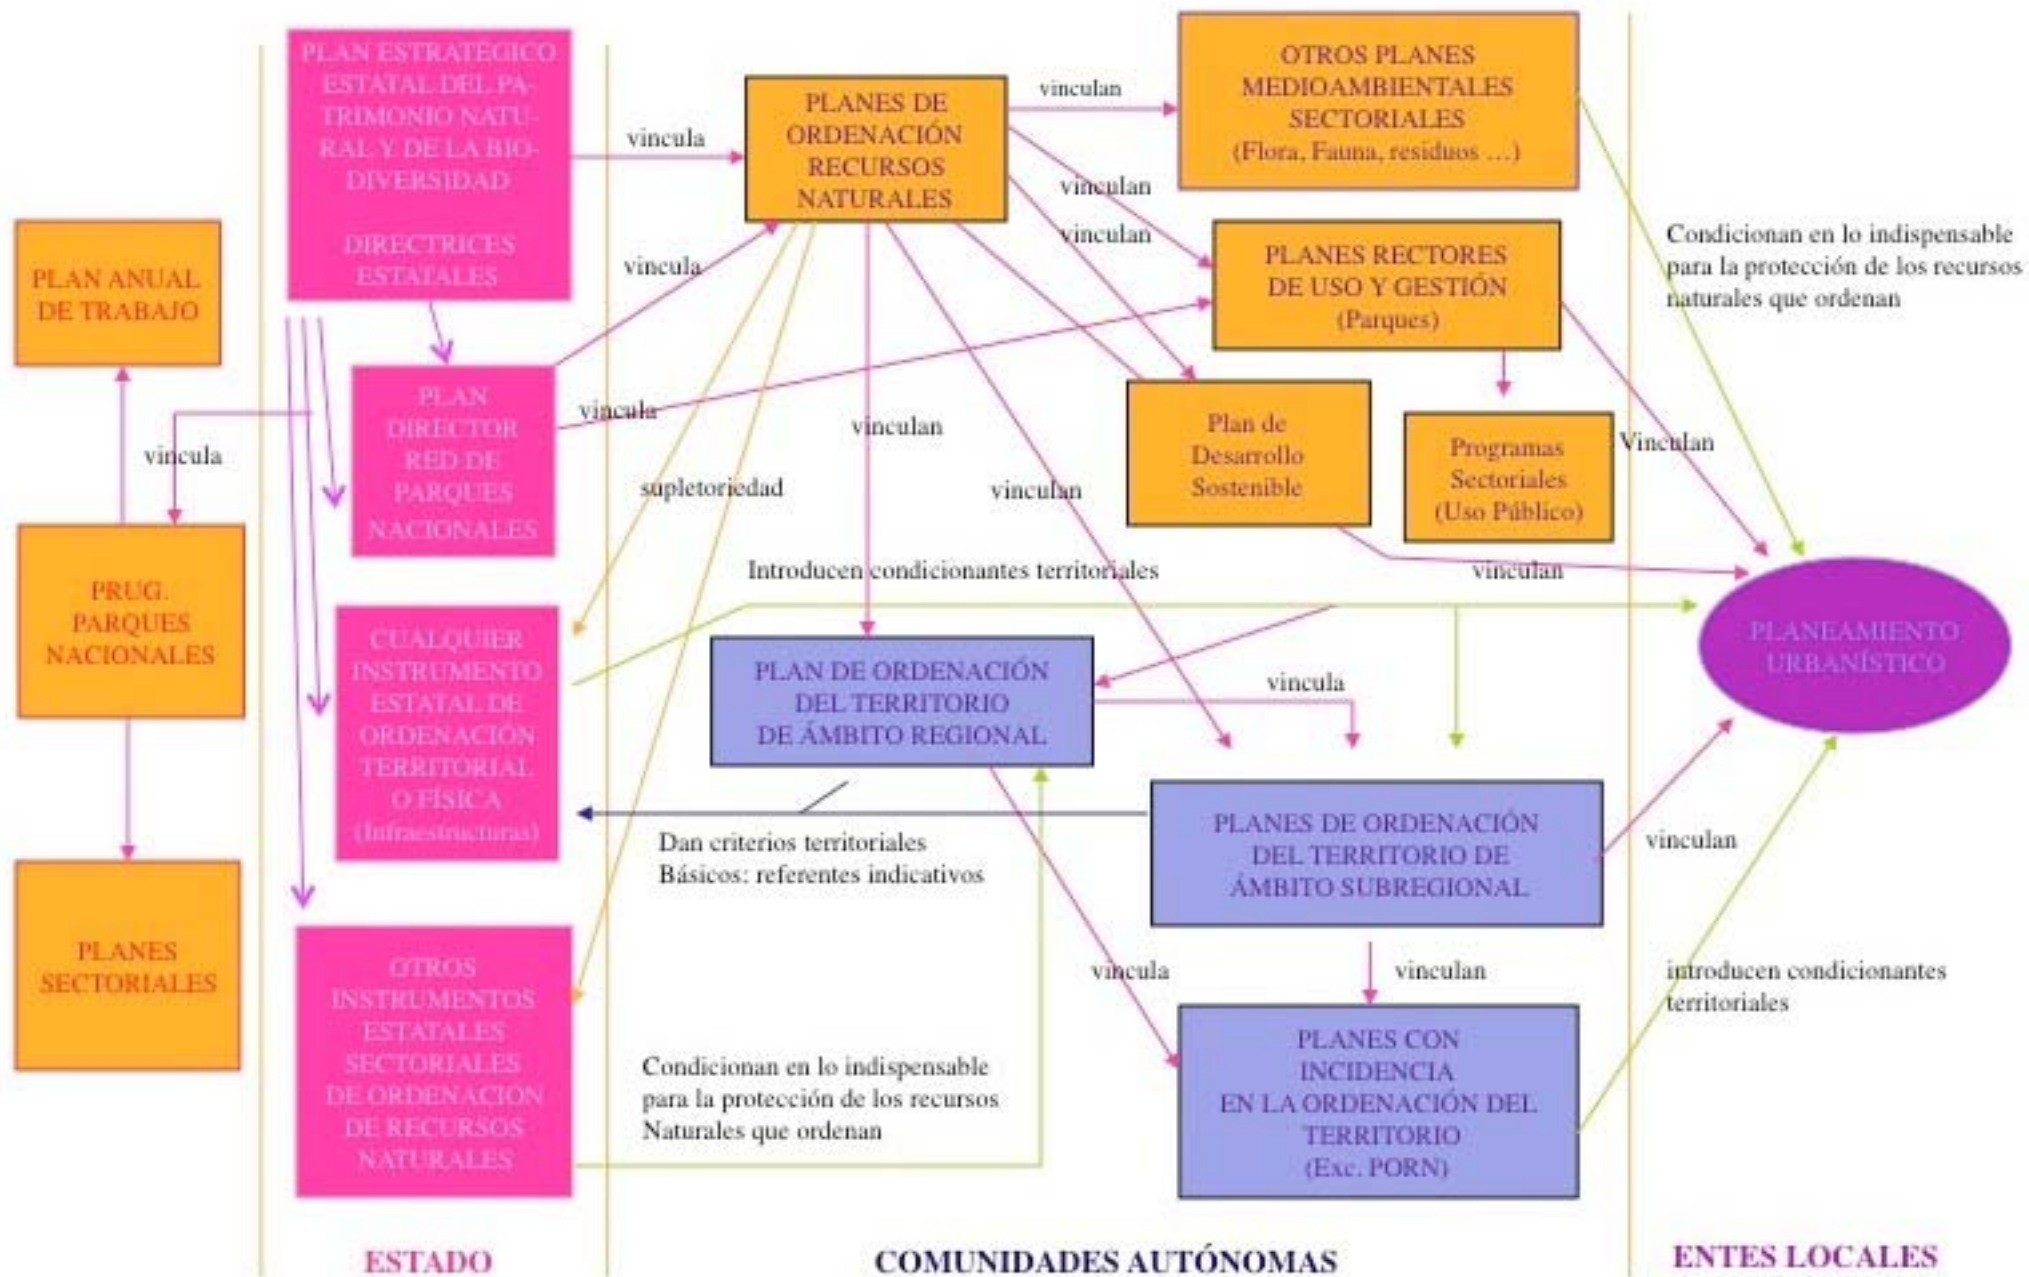 PLAN ANUAL
DE TRABAJO
vincula
PRUG.
PARQUES
NACIONALES
PLANES
SECTORIALES
PLAN ESTRATÉGICO
ESTATAL DEL PA-
TRIMONIO NATU-
RAL Y DE LA BIO-
DIVERSIDAD
DIRECTRICES
ESTATALES
PLAN
DIRECTOR
RED DE
PARQUES
NACIONALES
CUALQUIER
INSTRUMENTO
ESTATAL DE
ORDENACIÓN
TERRITORIAL
O FÍSICA
(Infraestructuras)
OTROS
INSTRUMENTOS
ESTATALES
SECTORIALES
DE ORDENACIÓN
DE RECURSOS
NATURALES
ESTADO
vincula
vincula
vincula
PLANES DE
ORDENACIÓN
RECURSOS
NATURALES
vinculan
vinculan
vinculan
OTROS PLANES
MEDIOAMBIENTALES
SECTORIALES
(Flora, Fauna, residuos ...)
PLANES RECTORES
DE USO Y GESTIÓN
(Parques)
Plan de
Desarrollo
Sostenible
Programas
Sectoriales
(Uso Público)
supletoriedad
vinculan
vinculan
Introducen condicionantes territoriales
vinculan
PLAN DE ORDENACIÓN
DEL TERRITORIO
DE ÁMBITO REGIONAL
vincula
Dan criterios territoriales
Básicos: referentes indicativos
PLANES DE ORDENACIÓN
DEL TERRITORIO DE
ÁMBITO SUBREGIONAL
vincula
vinculan
Condicionan en lo indispensable
para la protección de los recursos
Naturales que ordenan
PLANES CON
INCIDENCIA
EN LA ORDENACIÓN DEL
TERRITORIO
(Exc. PORN)
COMUNIDADES AUTÓNOMAS
Condicionan en lo indispensable
para la protección de los recursos
naturales que ordenan
Vinculan
PLANEAMIENTO
URBANÍSTICO
vinculan
introducen condicionantes
territoriales
ENTES LOCALES